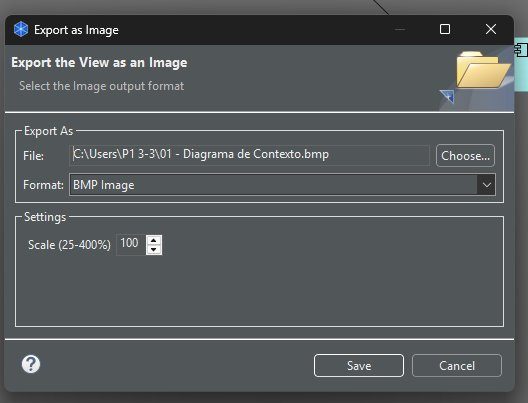 Export as Image
Export the View as an Image
Select the Image output format
Export As
File: C:\Users\P1 3-3\01 - Diagrama de Contexto.bmp Choose...
Format: BMP Image
Settings
Scale (25-400%) 100
? Save Cancel